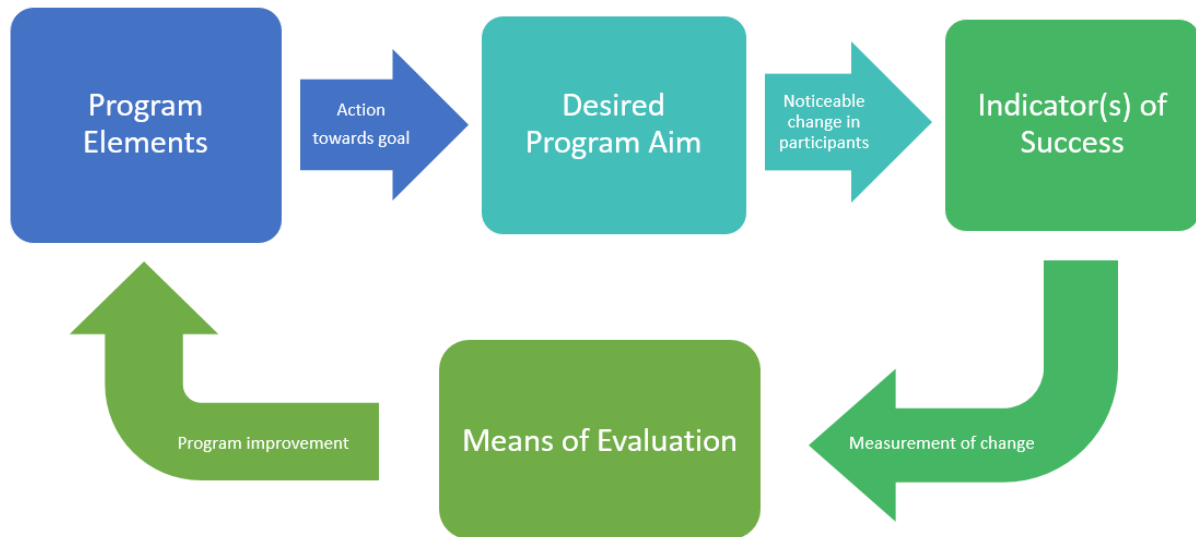 Program
Elements
Action
towards goal
Desired
Program Aim
Noticeable
change in
participants
Indicator(s) of
Success
Measurement of change
Means of Evaluation
Program improvement